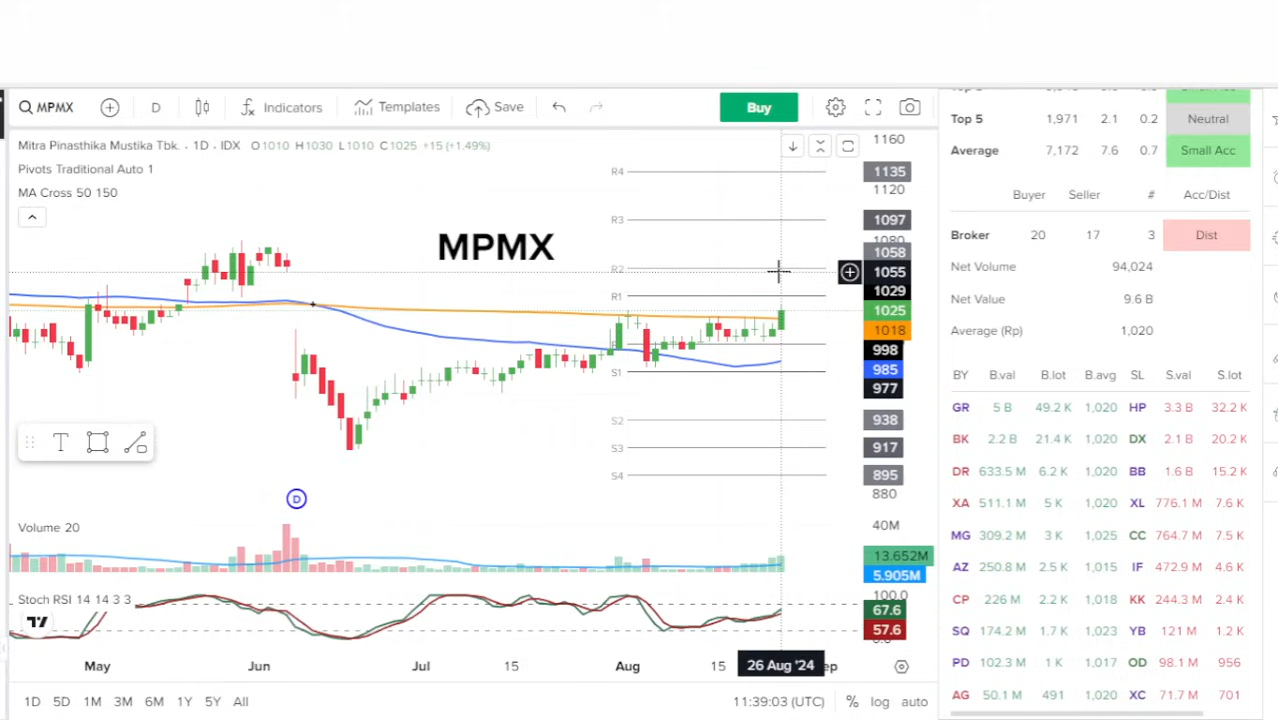 MPMX D Indicators Templates Save Buy
Mitra Pinasthika Mustika Tbk. · 1D · IDX O1010 H1030 L1010 C1025 +15 (+1.49%)
Pivots Traditional Auto 1
MA Cross 50 150
MPMX
R4
R3
R2
R1
S1
S2
S3
S4
1160
1135
1120
1097
1058
1055
1029
1025
1018
998
985
977
938
917
895
880
D
Volume 20
40M
13.652M
5.905M
Stoch RSI 14 14 3 3
100.0
67.6
57.6
May Jun Jul 15 Aug 15 26 Aug '24
1D 5D 1M 3M 6M 1Y 5Y All 11:39:03 (UTC) % log auto
Top 5 1,971 2.1 0.2 Neutral
Average 7,172 7.6 0.7 Small Acc
Buyer Seller # Acc/Dist
Broker 20 17 3 Dist
Net Volume 94,024
Net Value 9.6 B
Average (Rp) 1,020
BY B.val B.lot B.avg SL S.val S.lot
GR 5 B 49.2 K 1,020 HP 3.3 B 32.2 K
BK 2.2 B 21.4 K 1,020 DX 2.1 B 20.2 K
DR 633.5 M 6.2 K 1,020 BB 1.6 B 15.2 K
XA 511.1 M 5 K 1,020 XL 776.1 M 7.6 K
MG 309.2 M 3 K 1,025 CC 764.7 M 7.5 K
AZ 250.8 M 2.5 K 1,015 IF 472.9 M 4.6 K
CP 226 M 2.2 K 1,018 KK 244.3 M 2.4 K
SQ 174.2 M 1.7 K 1,023 YB 121 M 1.2 K
PD 102.3 M 1 K 1,017 OD 98.1 M 956
AG 50.1 M 491 1,020 XC 71.7 M 701